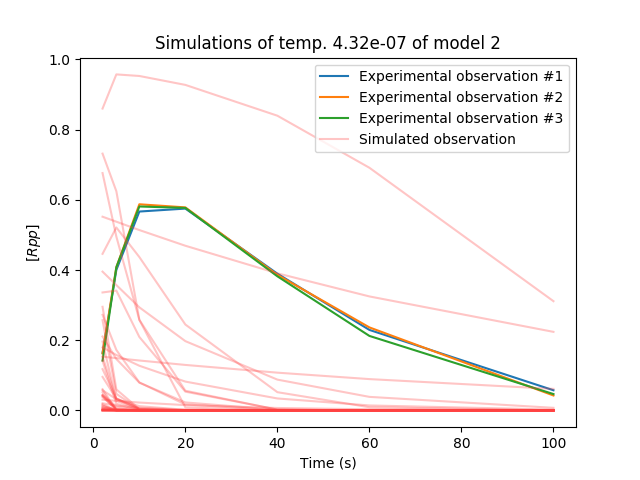 Simulations of temp. 4.32e-07 of model 2
1.0
0.8
0.6
0.4
0.2
0.0
[Rpp]
Experimental observation #1
Experimental observation #2
Experimental observation #3
Simulated observation
0 20 40 60 80 100
Time (s)